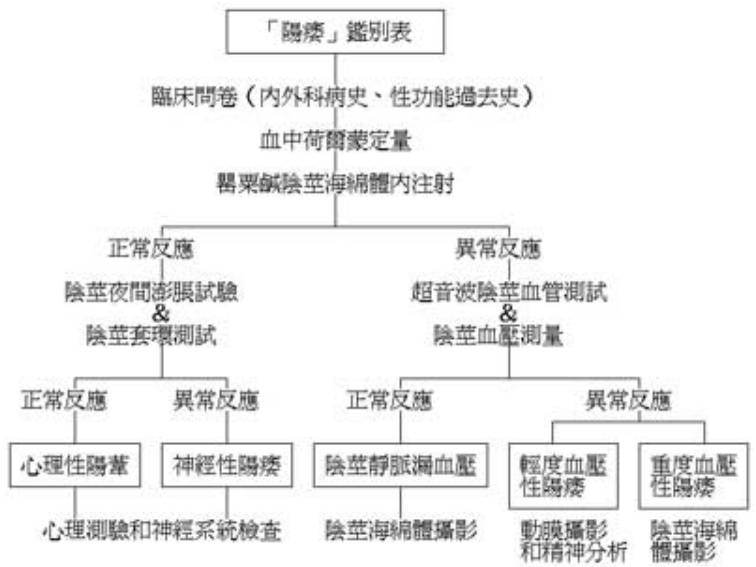 「陽痿」鑑別表
臨床問卷(内外科病史、性功能過去史)
血中荷爾蒙定量
罌粟鹹陰莖海綿體内注射
正常反應
異常反應
陰莖夜間澎脹試驗
&
陰莖套環測試
超音波陰莖血管測試
&
陰莖血壓測量
正常反應
異常反應
正常反應
異常反應
心理性陽葦
神經性陽痿
陰莖靜脈漏血壓
輕度血壓
性陽痿
重度血壓
性陽痿
心理測驗和神經系統檢查
陰莖海綿體攝影
動膜攝影
和精神分析
陰莖海綿
體攝影